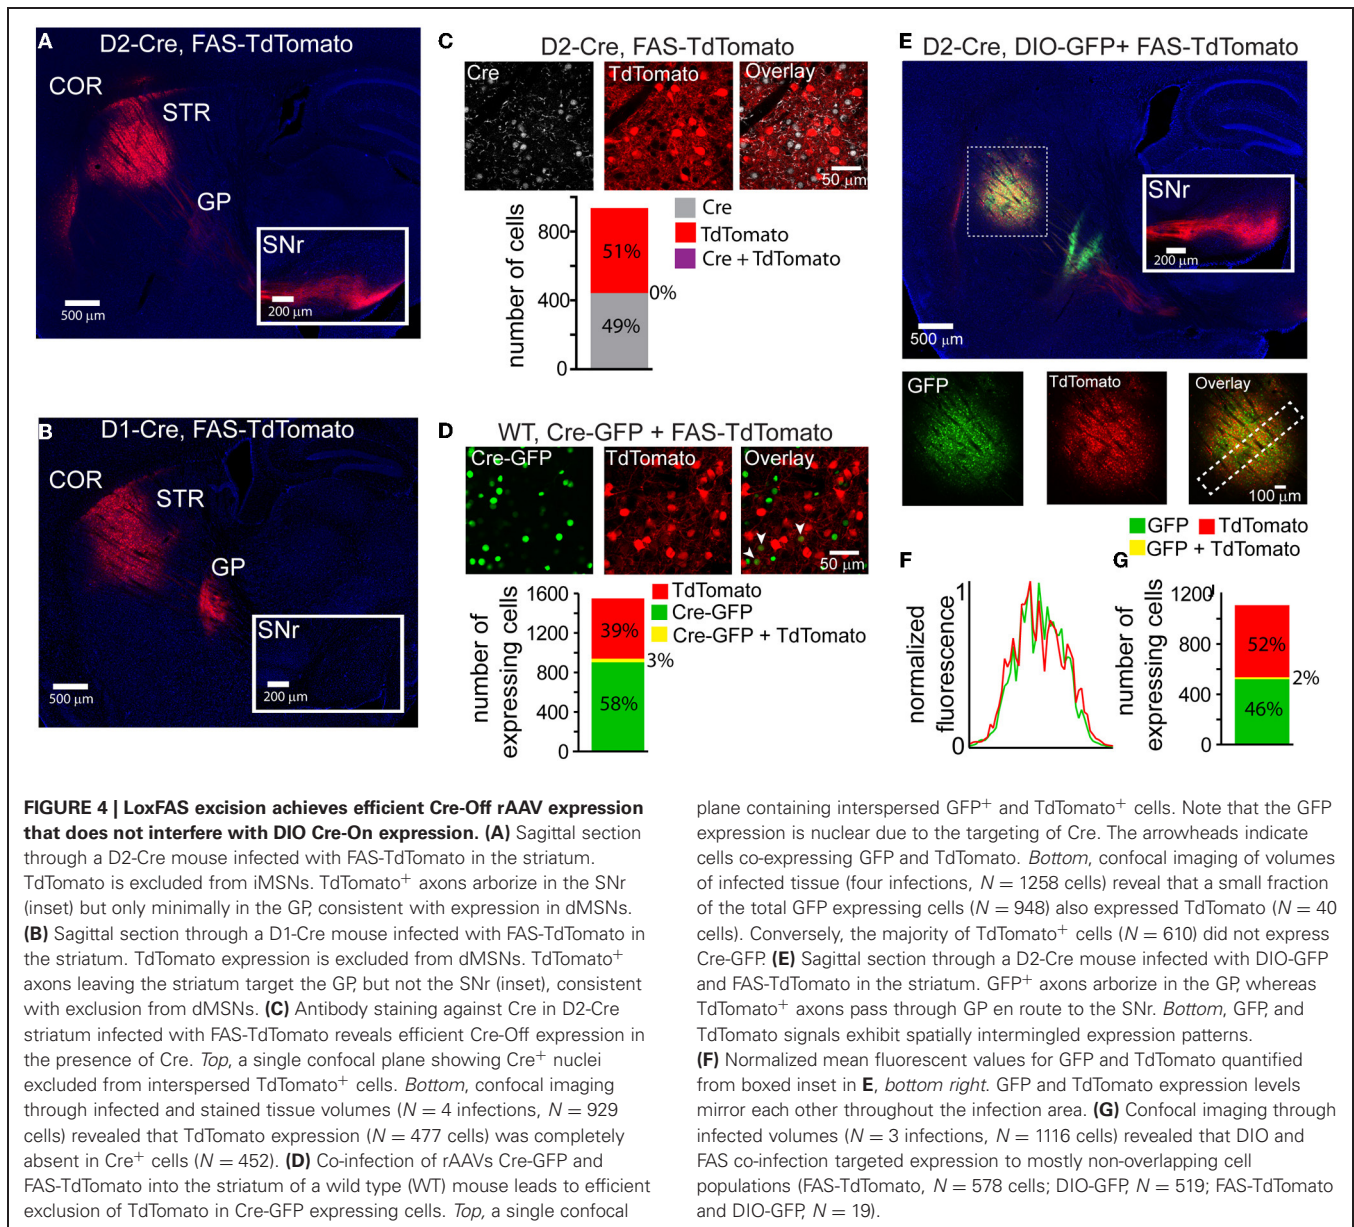 A
D2-Cre, FAS-TdTomato
COR
STR
GP
SNr
200 µm
500 µm
B
D1-Cre, FAS-TdTomato
COR
STR
GP
SNr
200 µm
500 µm
C
D2-Cre, FAS-TdTomato
Cre
TdTomato
Overlay
50 µm
number of cells
800
400
0
51%
0%
49%
Cre
TdTomato
Cre + TdTomato
D
WT, Cre-GFP + FAS-TdTomato
Cre-GFP
TdTomato
Overlay
50 µm
number of
expressing cells
1600
1200
800
400
0
39%
3%
58%
TdTomato
Cre-GFP
Cre-GFP + TdTomato
E
D2-Cre, DIO-GFP+ FAS-TdTomato
SNr
200 µm
500 µm
GFP
TdTomato
Overlay
100 µm
GFP
TdTomato
GFP + TdTomato
F
normalized
fluorescence
1
0
G
number of
expressing cells
1200
800
400
0
52%
2%
46%
FIGURE 4 | LoxFAS excision achieves efficient Cre-Off rAAV expression
that does not interfere with DIO Cre-On expression. (A) Sagittal section
through a D2-Cre mouse infected with FAS-TdTomato in the striatum.
TdTomato is excluded from iMSNs. TdTomato⁺ axons arborize in the SNr
(inset) but only minimally in the GP, consistent with expression in dMSNs.
(B) Sagittal section through a D1-Cre mouse infected with FAS-TdTomato in
the striatum. TdTomato expression is excluded from dMSNs. TdTomato⁺
axons leaving the striatum target the GP, but not the SNr (inset), consistent
with exclusion from dMSNs. (C) Antibody staining against Cre in D2-Cre
striatum infected with FAS-TdTomato reveals efficient Cre-Off expression in
the presence of Cre. Top, a single confocal plane showing Cre⁺ nuclei
excluded from interspersed TdTomato⁺ cells. Bottom, confocal imaging
through infected and stained tissue volumes (N = 4 infections, N = 929
cells) revealed that TdTomato expression (N = 477 cells) was completely
absent in Cre⁺ cells (N = 452). (D) Co-infection of rAAVs Cre-GFP and
FAS-TdTomato into the striatum of a wild type (WT) mouse leads to efficient
exclusion of TdTomato in Cre-GFP expressing cells. Top, a single confocal
plane containing interspersed GFP⁺ and TdTomato⁺ cells. Note that the GFP
expression is nuclear due to the targeting of Cre. The arrowheads indicate
cells co-expressing GFP and TdTomato. Bottom, confocal imaging of volumes
of infected tissue (four infections, N = 1258 cells) reveal that a small fraction
of the total GFP expressing cells (N = 948) also expressed TdTomato (N = 40
cells). Conversely, the majority of TdTomato⁺ cells (N = 610) did not express
Cre-GFP. (E) Sagittal section through a D2-Cre mouse infected with DIO-GFP
and FAS-TdTomato in the striatum. GFP⁺ axons arborize in the GP, whereas
TdTomato⁺ axons pass through GP en route to the SNr. Bottom, GFP, and
TdTomato signals exhibit spatially intermingled expression patterns.
(F) Normalized mean fluorescent values for GFP and TdTomato quantified
from boxed inset in E, bottom right. GFP and TdTomato expression levels
mirror each other throughout the infection area. (G) Confocal imaging through
infected volumes (N = 3 infections, N = 1116 cells) revealed that DIO and
FAS co-infection targeted expression to mostly non-overlapping cell
populations (FAS-TdTomato, N = 578 cells; DIO-GFP, N = 519; FAS-TdTomato
and DIO-GFP, N = 19).